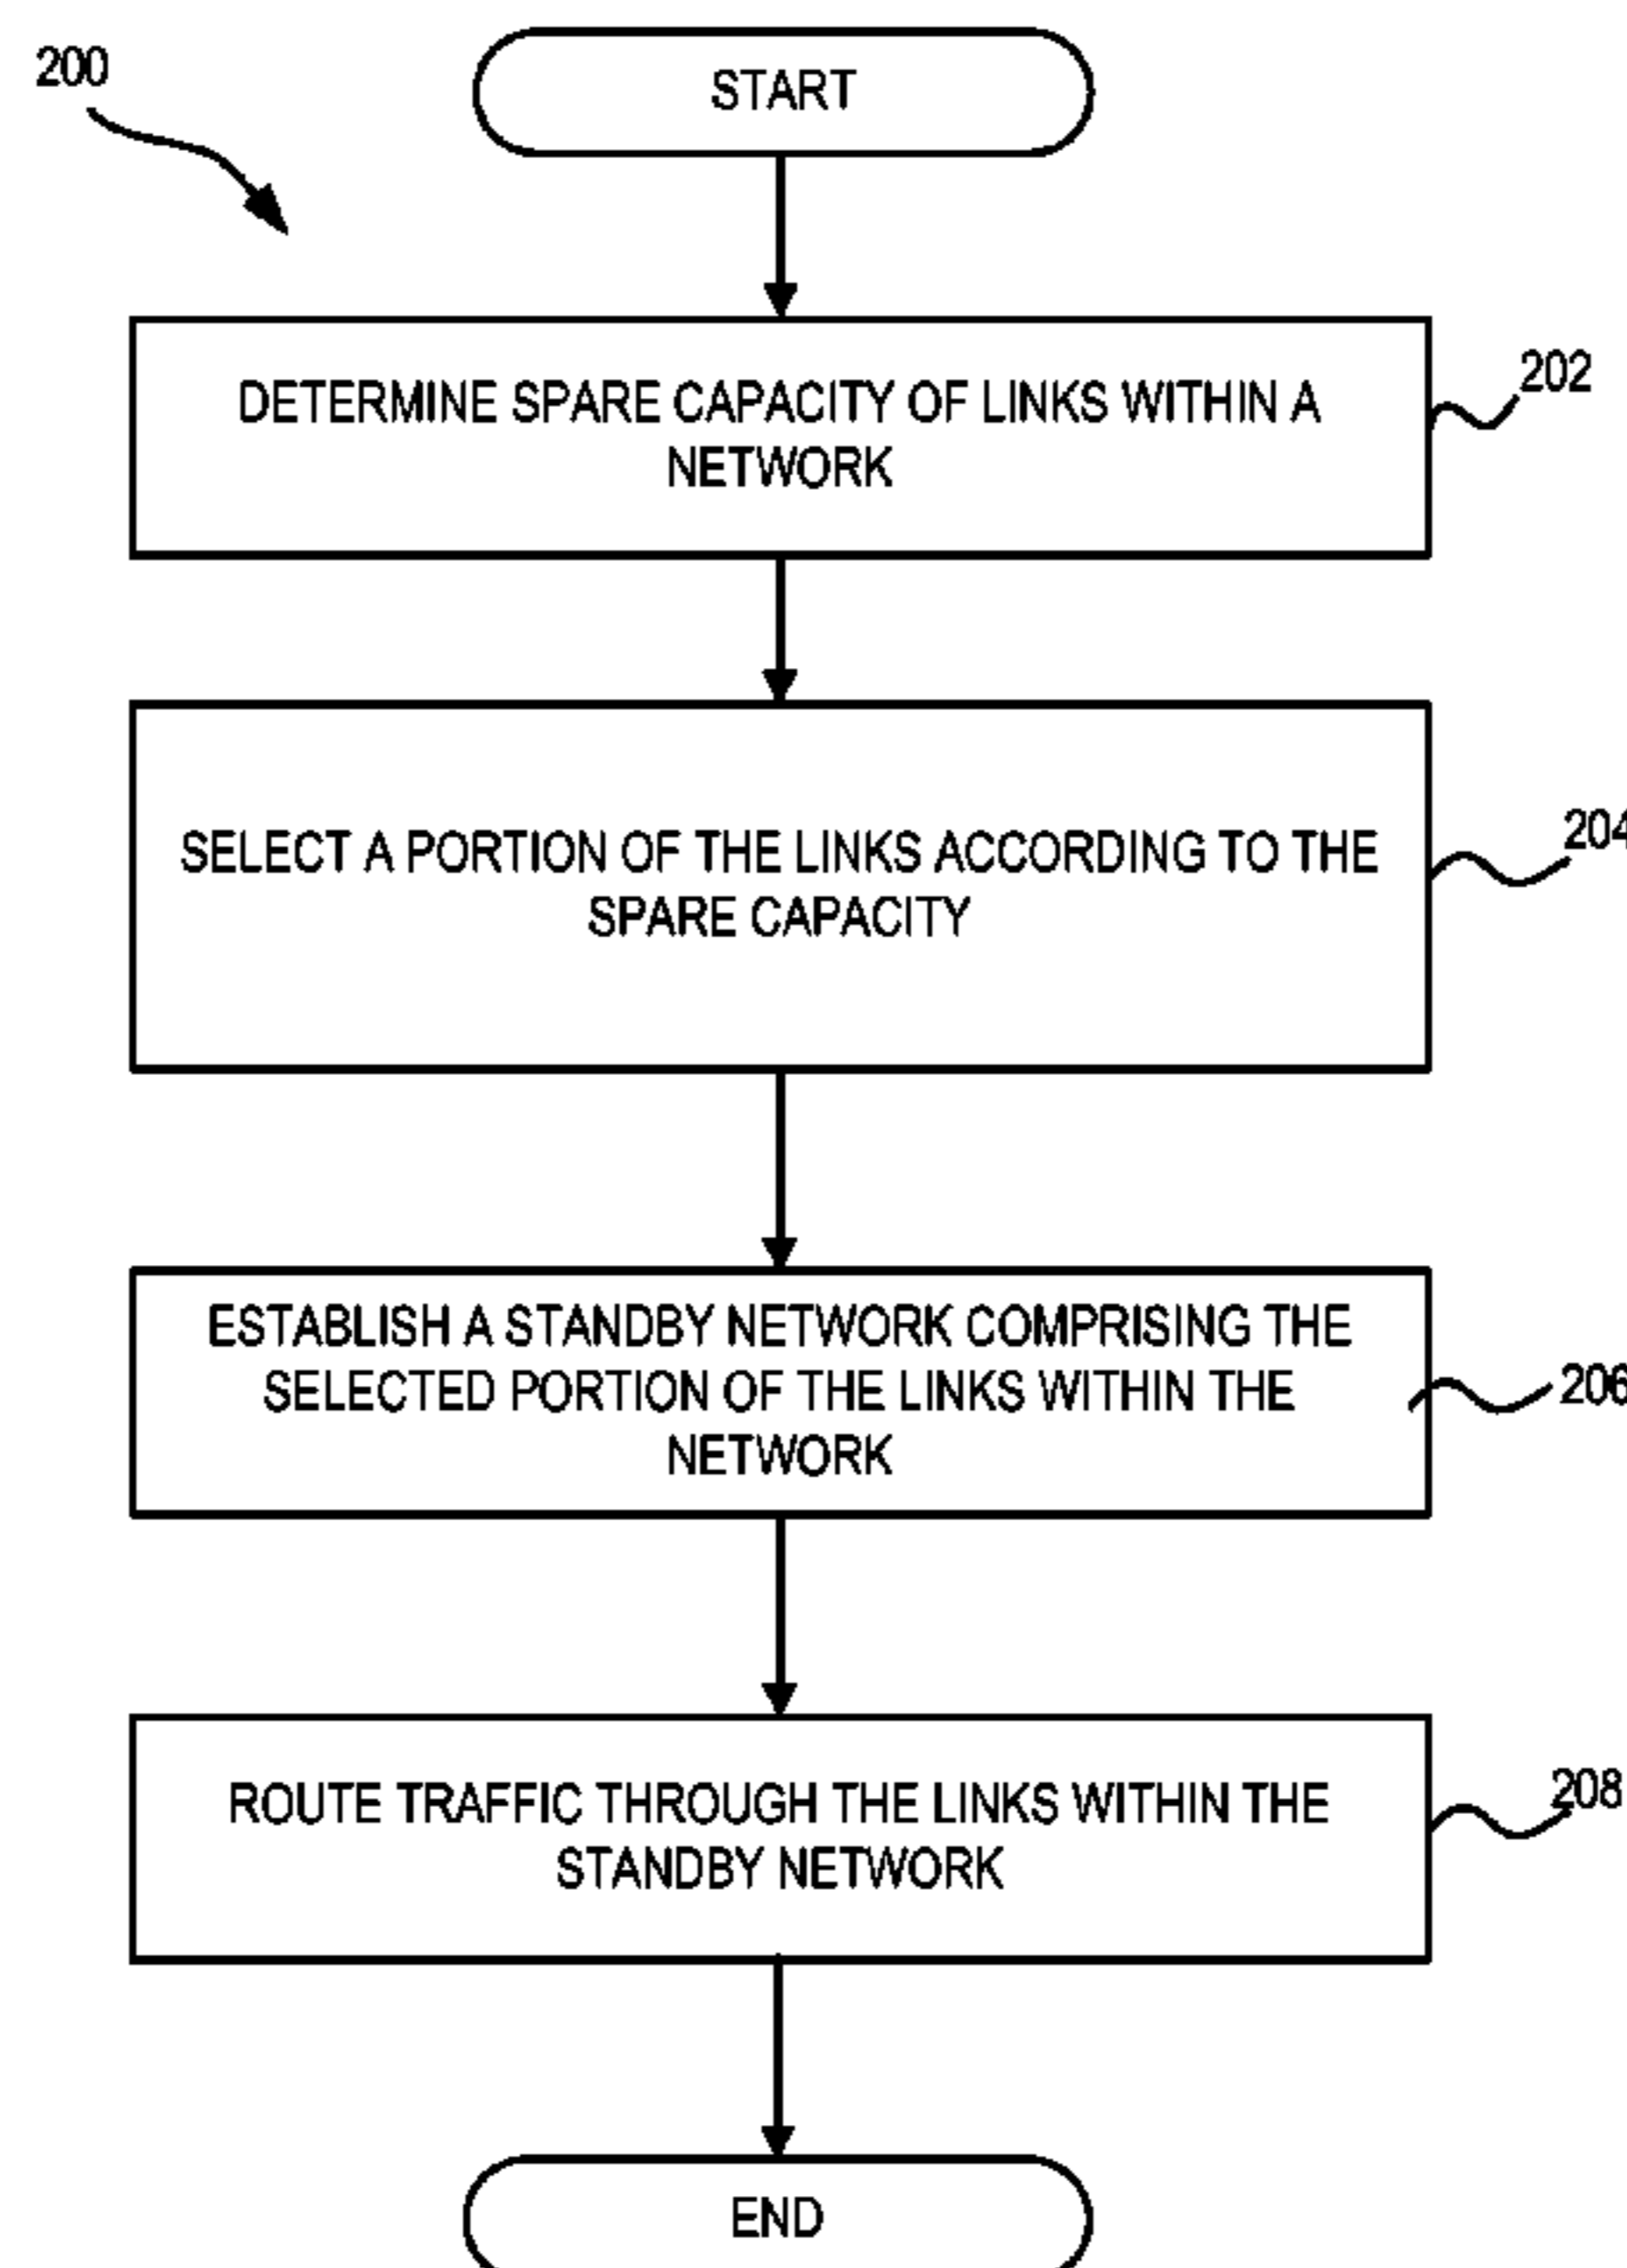 200
START
DETERMINE SPARE CAPACITY OF LINKS WITHIN A
NETWORK
202
SELECT A PORTION OF THE LINKS ACCORDING TO THE
SPARE CAPACITY
204
ESTABLISH A STANDBY NETWORK COMPRISING THE
SELECTED PORTION OF THE LINKS WITHIN THE
NETWORK
206
ROUTE TRAFFIC THROUGH THE LINKS WITHIN THE
STANDBY NETWORK
208
END